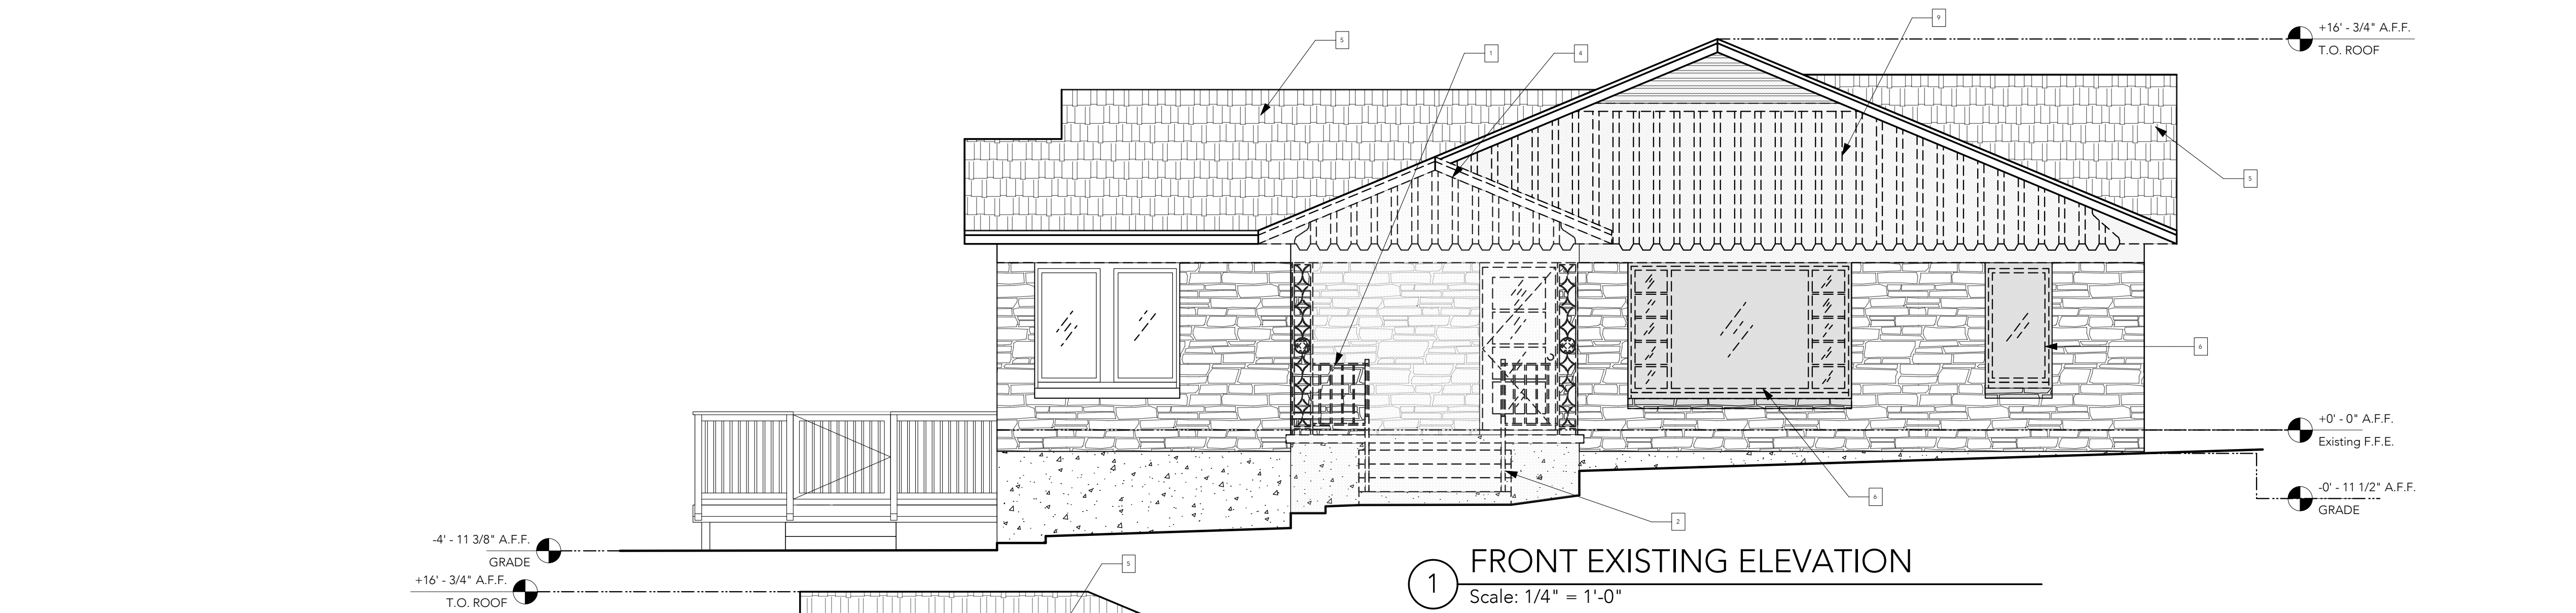 9
+16' - 3/4" A.F.F.
T.O. ROOF
5
1
4
5
6
+0' - 0" A.F.F.
Existing F.F.E.
-0' - 11 1/2" A.F.F.
GRADE
6
2
-4' - 11 3/8" A.F.F.
GRADE
+16' - 3/4" A.F.F.
T.O. ROOF
5
1
FRONT EXISTING ELEVATION
Scale: 1/4" = 1'-0"